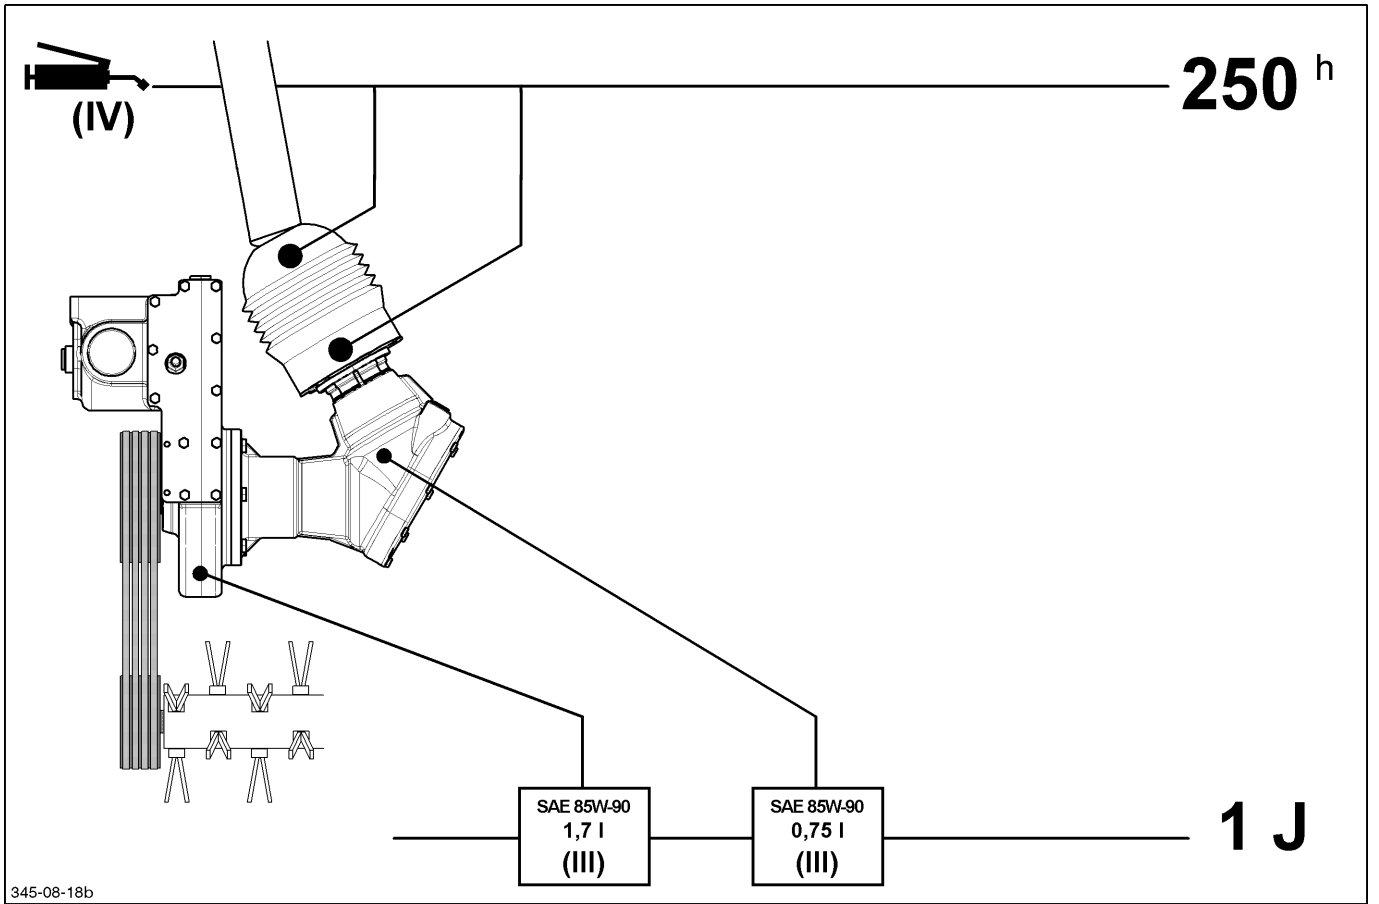 250 h
(IV)
SAE 85W-90
1,7 l
(III)
SAE 85W-90
0,75 l
(III)
1 J
345-08-18b